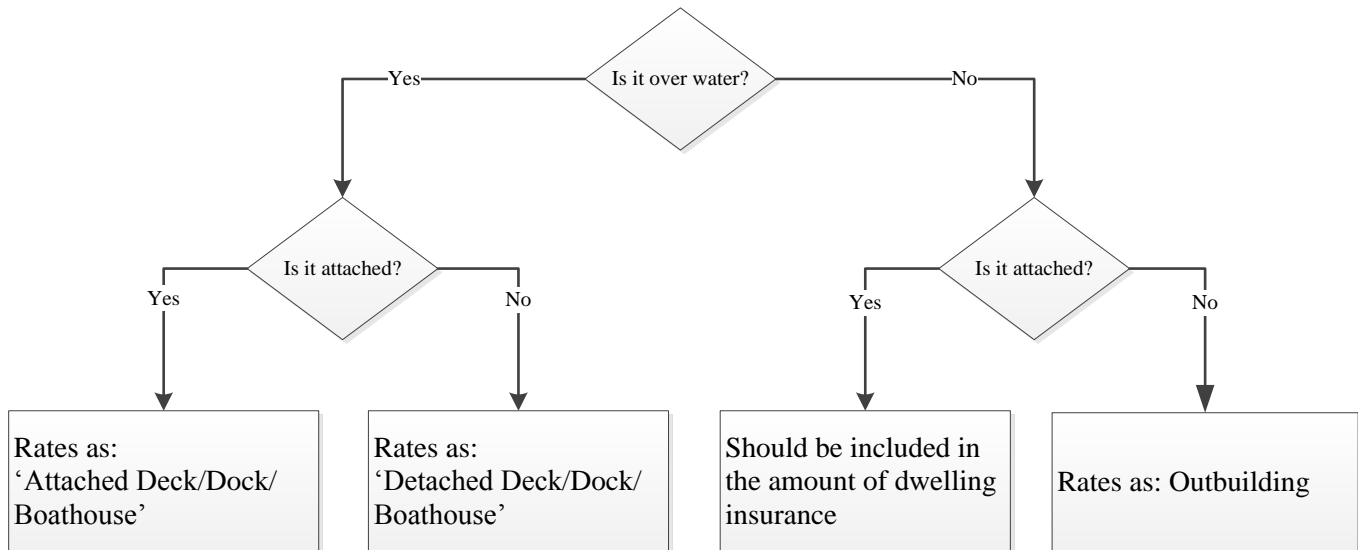 Is it over water?
Yes
No
Is it attached?
Is it attached?
Yes
No
Yes
No
Rates as:
‘Attached Deck/Dock/
Boathouse’
Rates as:
‘Detached Deck/Dock/
Boathouse’
Should be included in
the amount of dwelling
insurance
Rates as: Outbuilding